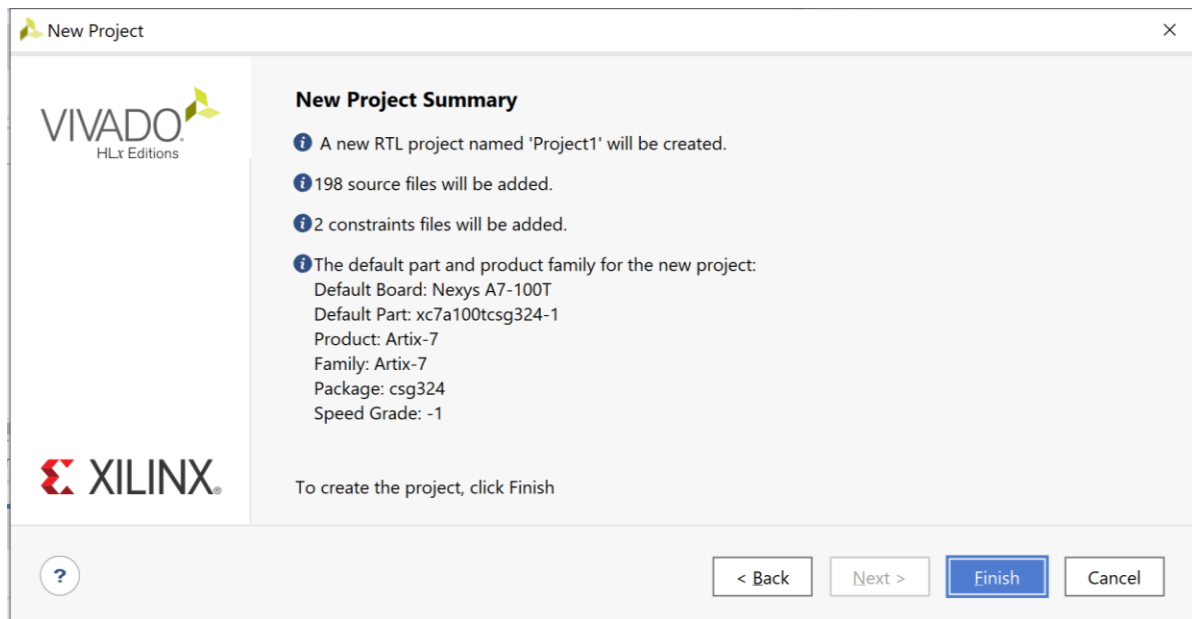 New Project
VIVADO.
HLx Editions
New Project Summary
A new RTL project named 'Project1' will be created.
198 source files will be added.
2 constraints files will be added.
The default part and product family for the new project:
Default Board: Nexys A7-100T
Default Part: xc7a100tcsg324-1
Product: Artix-7
Family: Artix-7
Package: csg324
Speed Grade: -1
XILINX®
To create the project, click Finish
?
< Back
Next >
Finish
Cancel